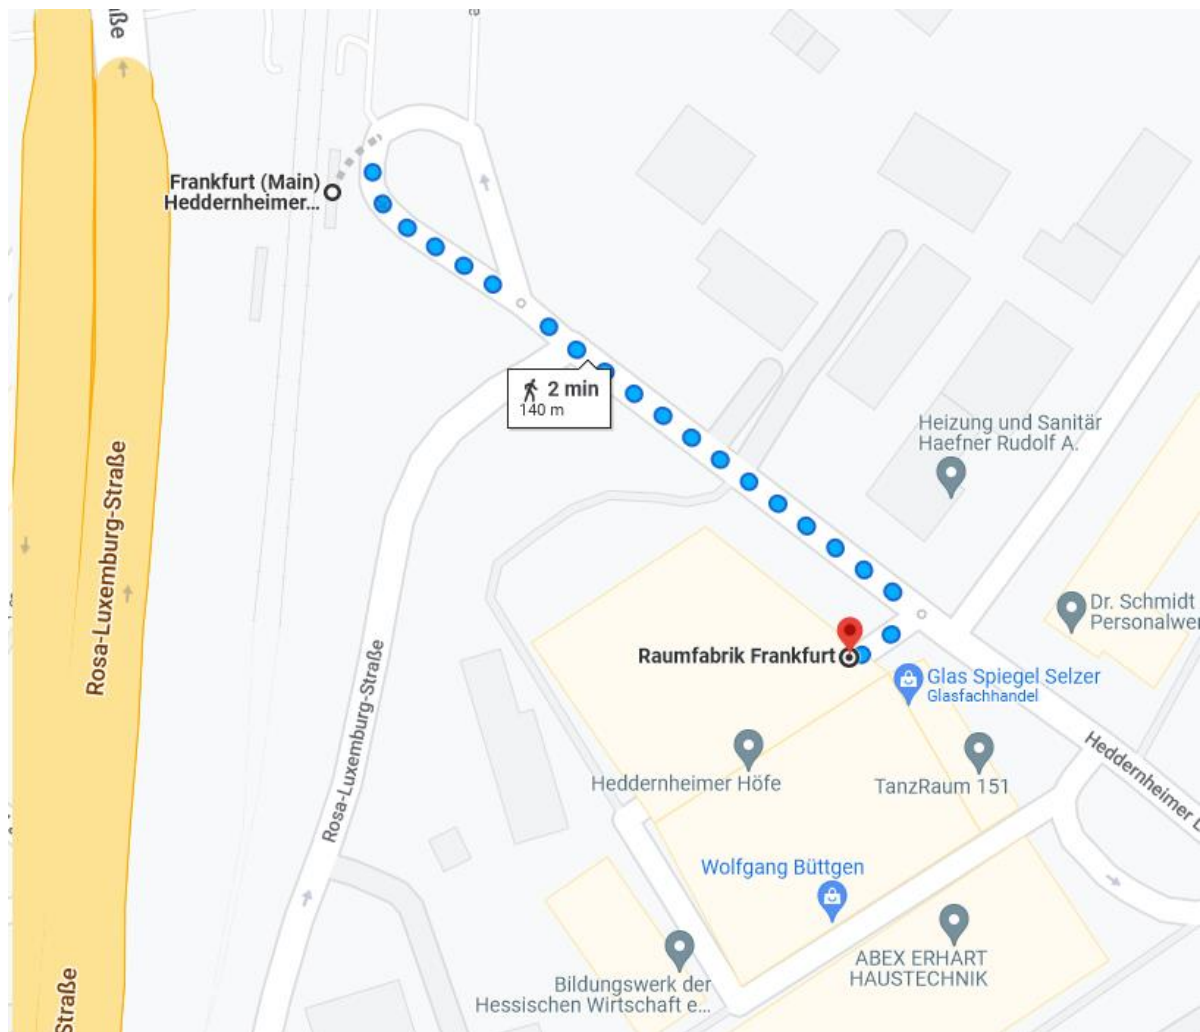 aße
Frankfurt (Main)
Heddernheimer...
2 min
140 m
Heizung und Sanitär
Haefner Rudolf A.
Rosa-Luxemburg-Straße
Dr. Schmidt
Personalwer
Raumfabrik Frankfurt
Glas Spiegel Selzer
Glasfachhandel
Rosa-Luxemburg-Straße
Heddernheimer
Heddernheimer Höfe
TanzRaum 151
Wolfgang Büttgen
ABEX ERHART
HAUSTECHNIK
Bildungswerk der
Hessischen Wirtschaft e...
Straße